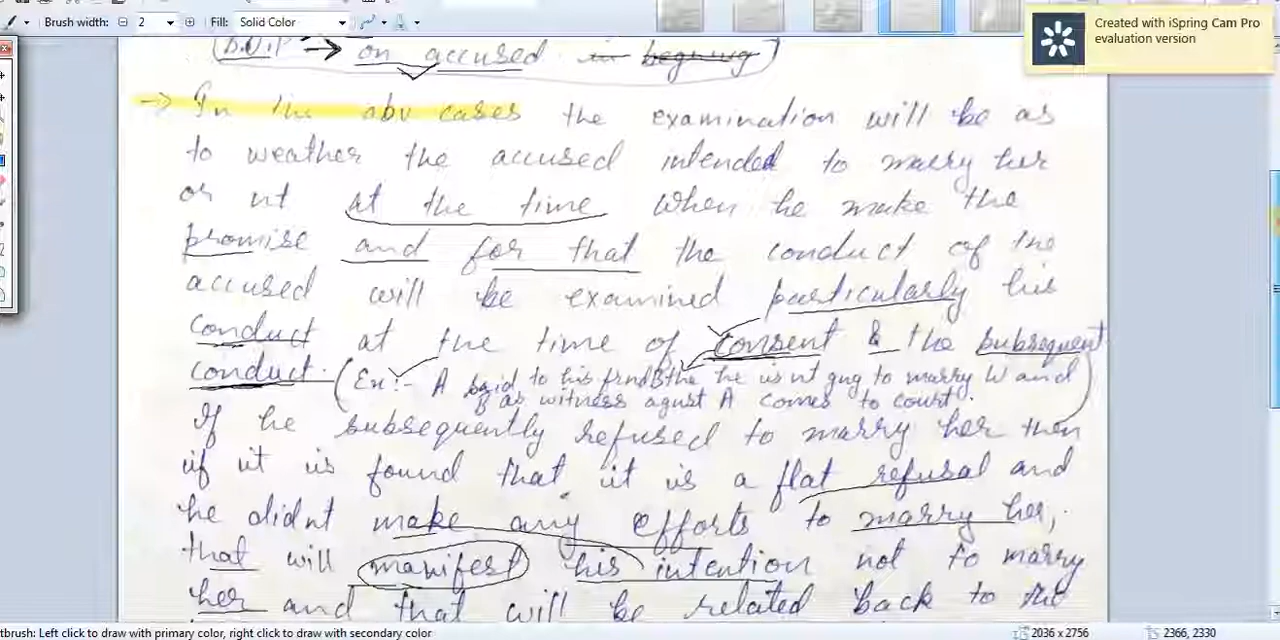 Brush width: 2 Fill: Solid Color
Created with iSpring Cam Pro
evaluation version
(B.O.P → on accused in begning)
→ In the abv cases the examination will be as
to weather the accused intended to marry her
or nt at the time when he make the
promise and for that the conduct of the
accused will be examined particularly his
conduct at the time of consent & the subsequent
conduct. (Ex:- A said to his frnd B tht he is nt gng to marry W and
B as witness agust A comes to court.)
If he subsequently refused to marry her then
if it is found that it is a flat refusal and
he didnt make any efforts to marry her,
that will manifest his intention not to marry
her and that will be related back to the
tbrush: Left click to draw with primary color, right click to draw with secondary color
2036 x 2756
2366, 2330